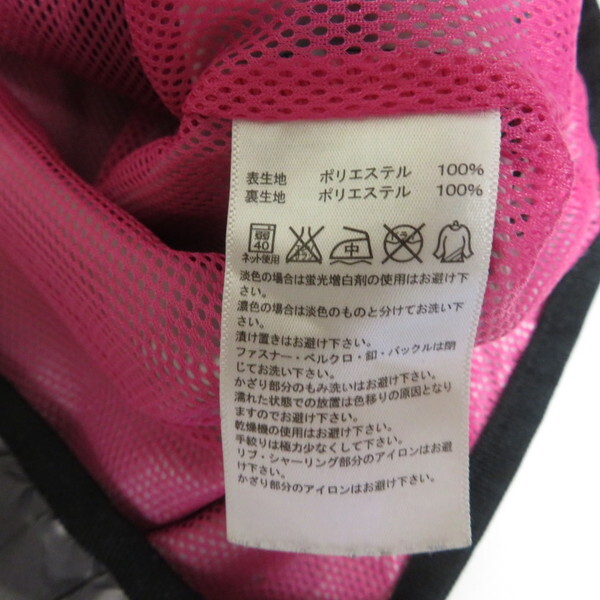 表生地 ポリエステル 100%
裏生地 ポリエステル 100%
弱
40
中
ネット使用
淡色の場合は蛍光増白剤の使用はお避け下
さい。
濃色の場合は淡色のものと分けてお洗い下
さい。
漬け置きはお避け下さい。
ファスナー・ベルクロ・釦・バックルは閉
じてお洗い下さい。
かざり部分のもみ洗いはお避け下さい。
濡れた状態での放置は色移りの原因となり
ますのでお避け下さい。
乾燥機の使用はお避け下さい。
手絞りは極力少なくして下さい。
リブ・シャーリング部分のアイロンはお避
け下さい。
かざり部分のアイロンはお避け下さい。